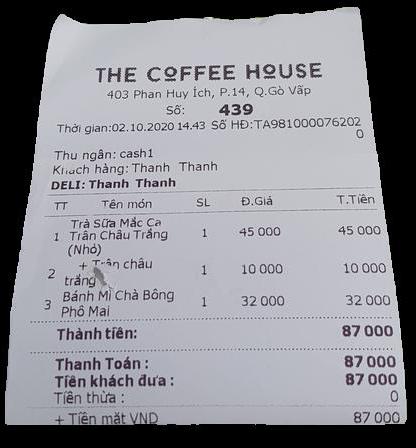 THE COFFEE HOUSE
403 Phan Huy Ích, P.14, Q.Gò Vấp
Số: 439
Thời gian:02.10.2020 14.43 Số HĐ:TA981000076202
0
Thu ngân: cash1
Khách hàng: Thanh Thanh
DELI: Thanh Thanh
TT Tên món SL Đ.Giá T.Tiền
Trà Sữa Mắc Ca
1 Trân Châu Trắng 1 45 000 45 000
(Nhỏ)
2 + Trân châu 1 10 000 10 000
trắng
3 Bánh Mì Chà Bông 1 32 000 32 000
Phô Mai
Thành tiền: 87 000
Thanh Toán : 87 000
Tiền khách đưa : 87 000
Tiền thừa : 0
+ Tiền mặt VND 87 000